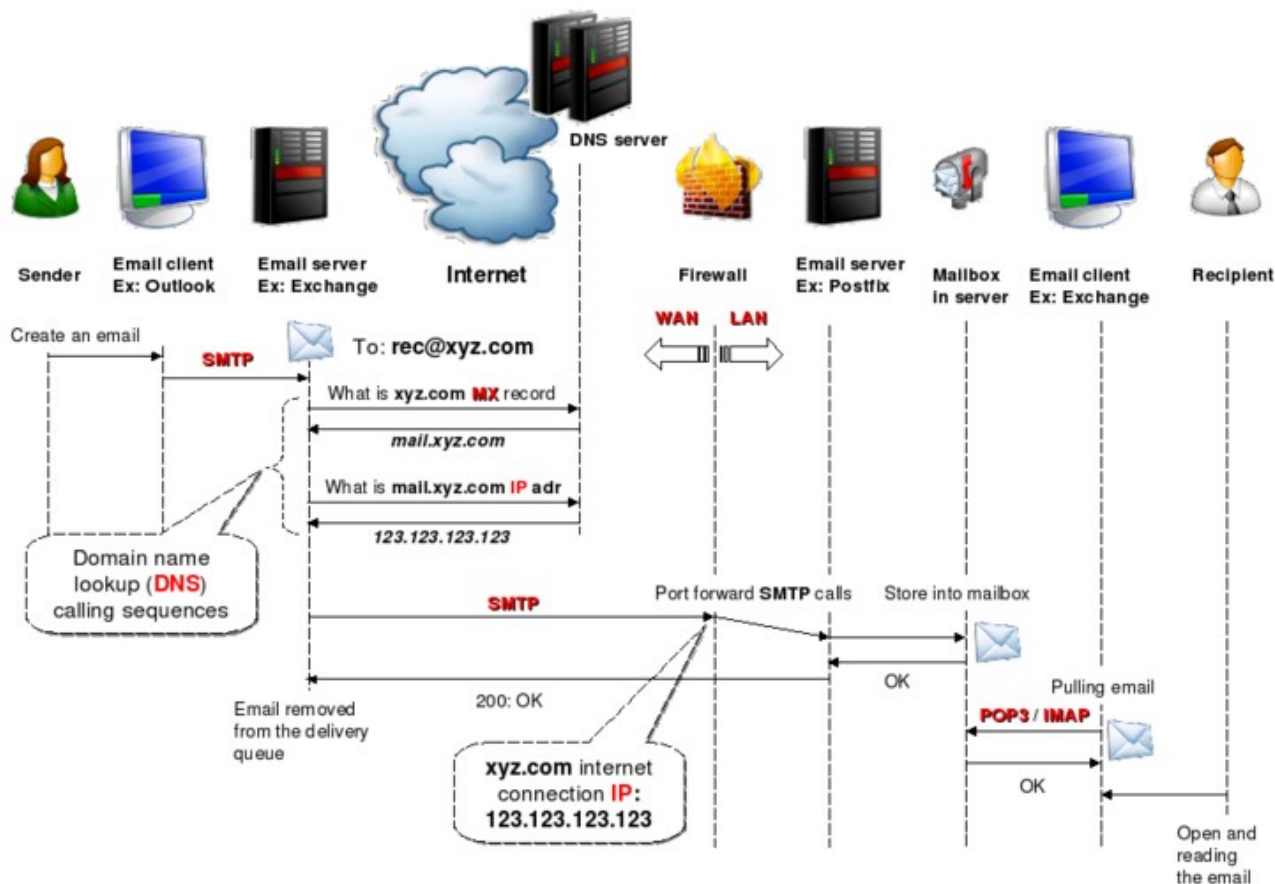 DNS server
Sender
Email client
Ex: Outlook
Email server
Ex: Exchange
Internet
Firewall
Email server
Ex: Postfix
Mailbox
in server
Email client
Ex: Exchange
Recipient
WAN
LAN
Create an email
SMTP
To: rec@xyz.com
What is xyz.com MX record
mail.xyz.com
What is mail.xyz.com IP adr
123.123.123.123
Domain name
lookup (DNS)
calling sequences
SMTP
Port forward SMTP calls
Store into mailbox
OK
200: OK
Email removed
from the delivery
queue
Pulling email
POP3 / IMAP
OK
xyz.com internet
connection IP:
123.123.123.123
Open and
reading
the email